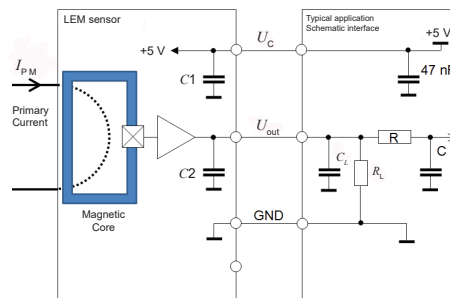 LEM sensor
Typical application
Schematic interface
+5 V
U_C
+5 V
I_PM
C1
47 nF
Primary
Current
U_out
R
C_L
R_L
C
C2
GND
Magnetic
Core